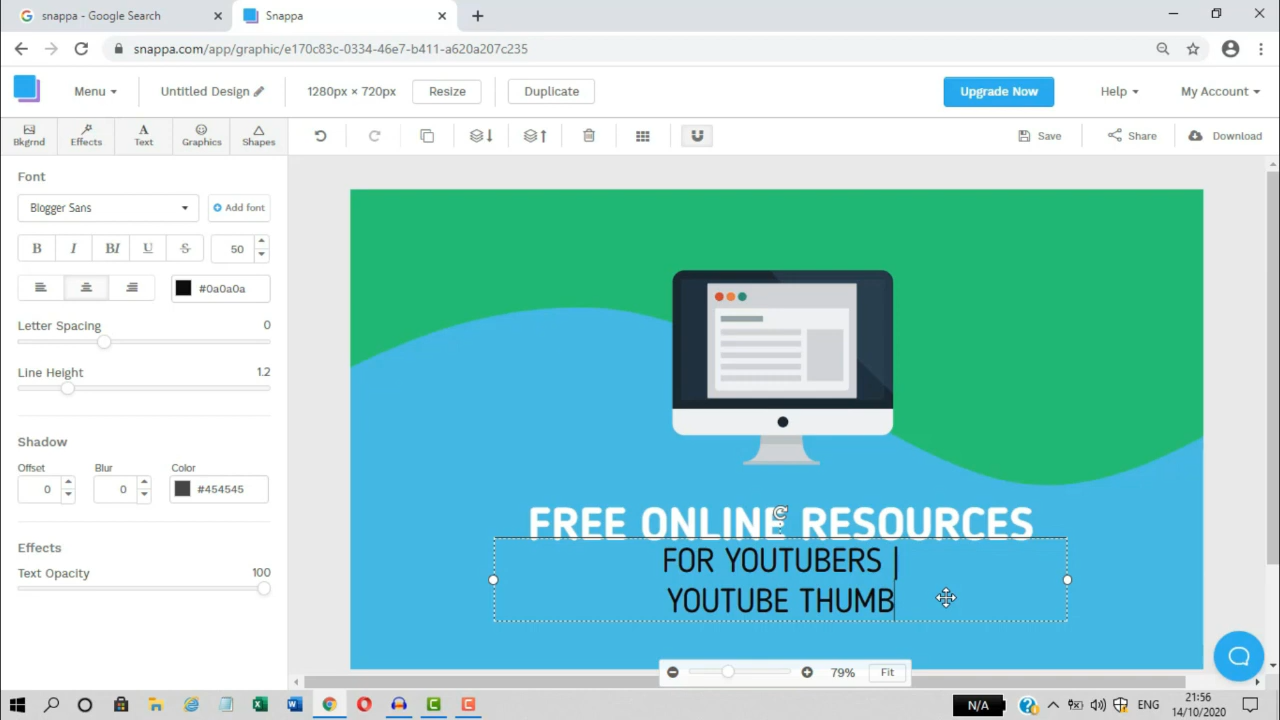 snappa - Google Search
Snappa
snappa.com/app/graphic/e170c83c-0334-46e7-b411-a620a207c235
Menu
Untitled Design
1280px × 720px
Resize
Duplicate
Upgrade Now
Help
My Account
Bkgrnd
Effects
Text
Graphics
Shapes
Save
Share
Download
Font
Blogger Sans
Add font
B I BI U S 50
#0a0a0a
Letter Spacing 0
Line Height 1.2
Shadow
Offset Blur Color
0 0 #454545
Effects
Text Opacity 100
FREE ONLINE RESOURCES
FOR YOUTUBERS |
YOUTUBE THUMB
79% Fit
N/A
ENG
21:56
14/10/2020